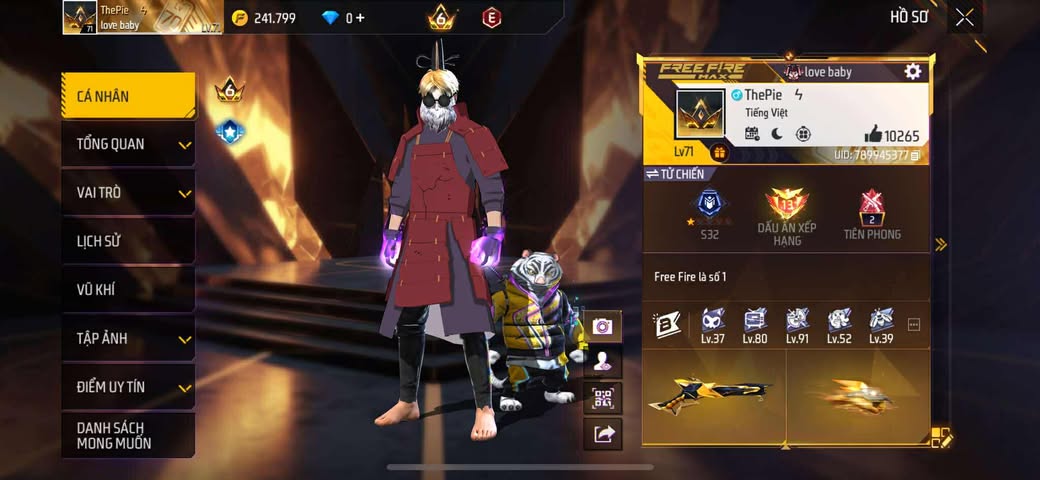 ThePie ϟ
love baby
71
Lv.71
241.799
0 +
6
E
HỒ SƠ
CÁ NHÂN
TỔNG QUAN
VAI TRÒ
LỊCH SỬ
VŨ KHÍ
TẬP ẢNH
ĐIỂM UY TÍN
DANH SÁCH
MONG MUỐN
6
FREE FIRE
MAX
love baby
ThePie ϟ
Tiếng Việt
10265
Lv71
UID: 789945377
TỬ CHIẾN
13
2
S32
DẤU ẤN XẾP
HẠNG
TIÊN PHONG
Free Fire là số 1
Lv.37
Lv.80
Lv.91
Lv.52
Lv.39